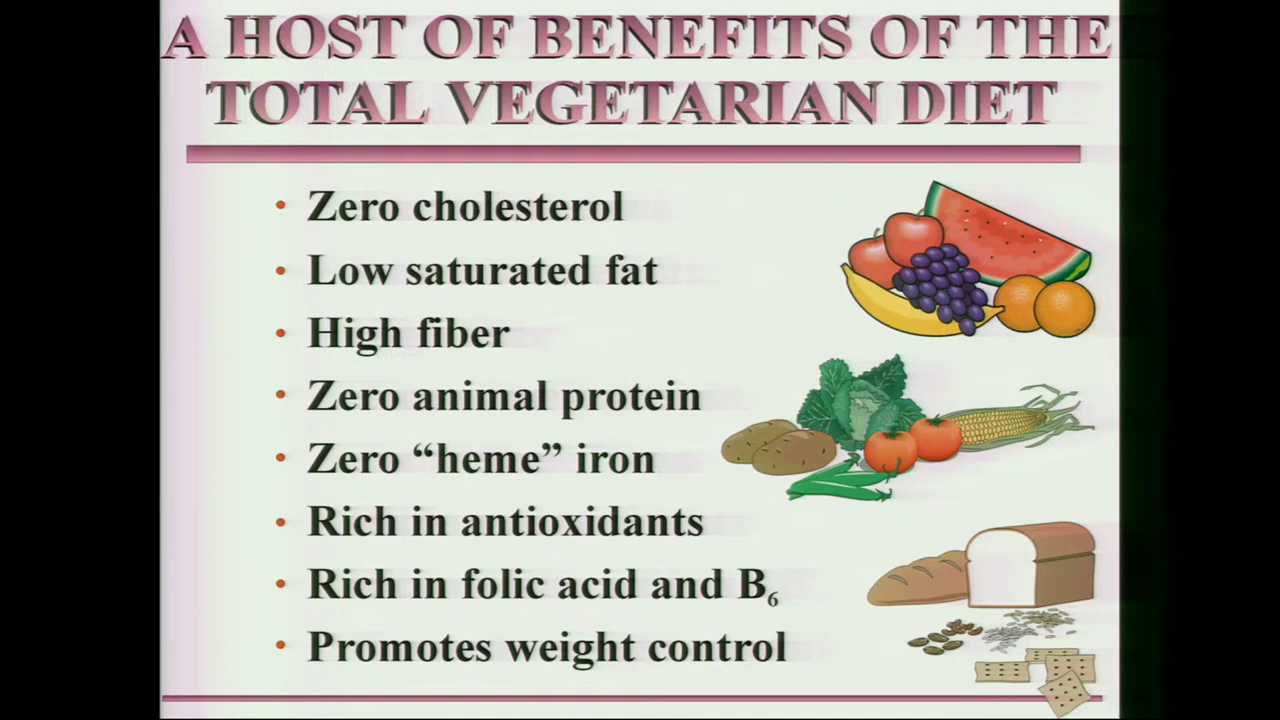 A HOST OF BENEFITS OF THE
TOTAL VEGETARIAN DIET
• Zero cholesterol
• Low saturated fat
• High fiber
• Zero animal protein
• Zero “heme” iron
• Rich in antioxidants
• Rich in folic acid and B₆
• Promotes weight control